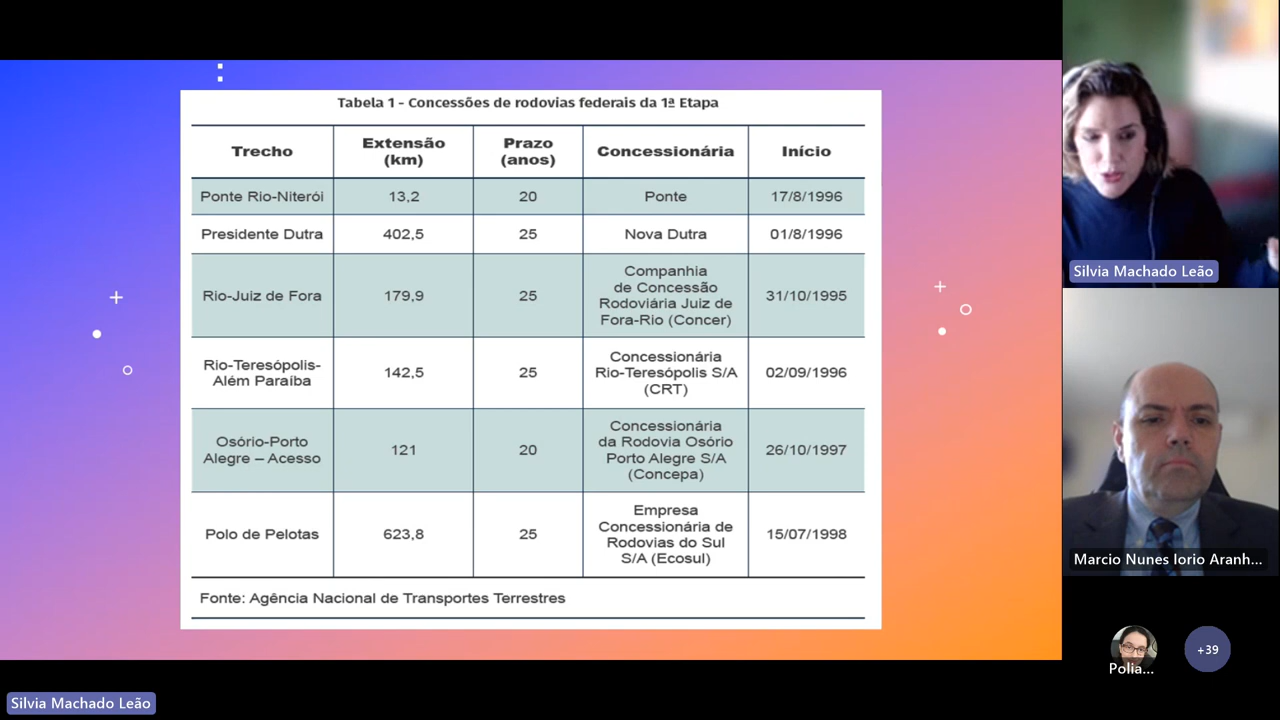 Tabela 1 - Concessões de rodovias federais da 1ª Etapa
Trecho
Extensão
(km)
Prazo
(anos)
Concessionária
Início
Ponte Rio-Niterói
13,2
20
Ponte
17/8/1996
Presidente Dutra
402,5
25
Nova Dutra
01/8/1996
Rio-Juiz de Fora
179,9
25
Companhia
de Concessão
Rodoviária Juiz de
Fora-Rio (Concer)
31/10/1995
Rio-Teresópolis-
Além Paraíba
142,5
25
Concessionária
Rio-Teresópolis S/A
(CRT)
02/09/1996
Osório-Porto
Alegre – Acesso
121
20
Concessionária
da Rodovia Osório
Porto Alegre S/A
(Concepa)
26/10/1997
Polo de Pelotas
623,8
25
Empresa
Concessionária de
Rodovias do Sul
S/A (Ecosul)
15/07/1998
Fonte: Agência Nacional de Transportes Terrestres
Silvia Machado Leão
Marcio Nunes Iorio Aranh...
Polia...
+39
Silvia Machado Leão